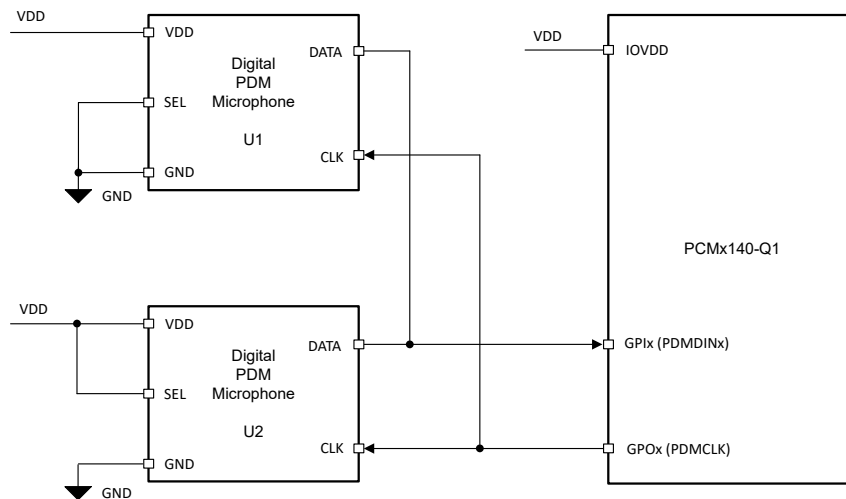 VDD
VDD
DATA
Digital
PDM
Microphone
SEL
U1
CLK
GND
GND
VDD
IOVDD
PCMx140-Q1
VDD
VDD
DATA
Digital
PDM
Microphone
SEL
U2
CLK
GND
GND
GPIx (PDMDINx)
GPOx (PDMCLK)